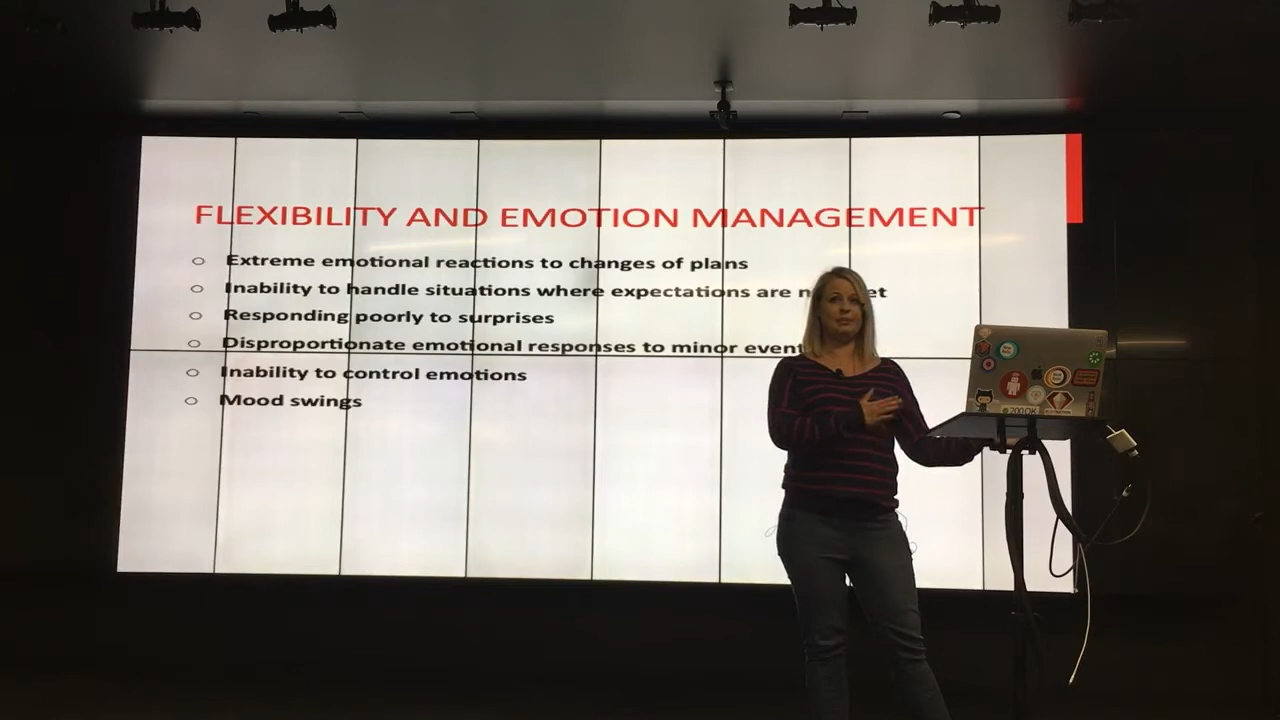 FLEXIBILITY AND EMOTION MANAGEMENT
Extreme emotional reactions to changes of plans
Inability to handle situations where expectations are
Responding poorly to surprises
Disproportionate emotional responses to minor
Inability to control emotions
Mood swings